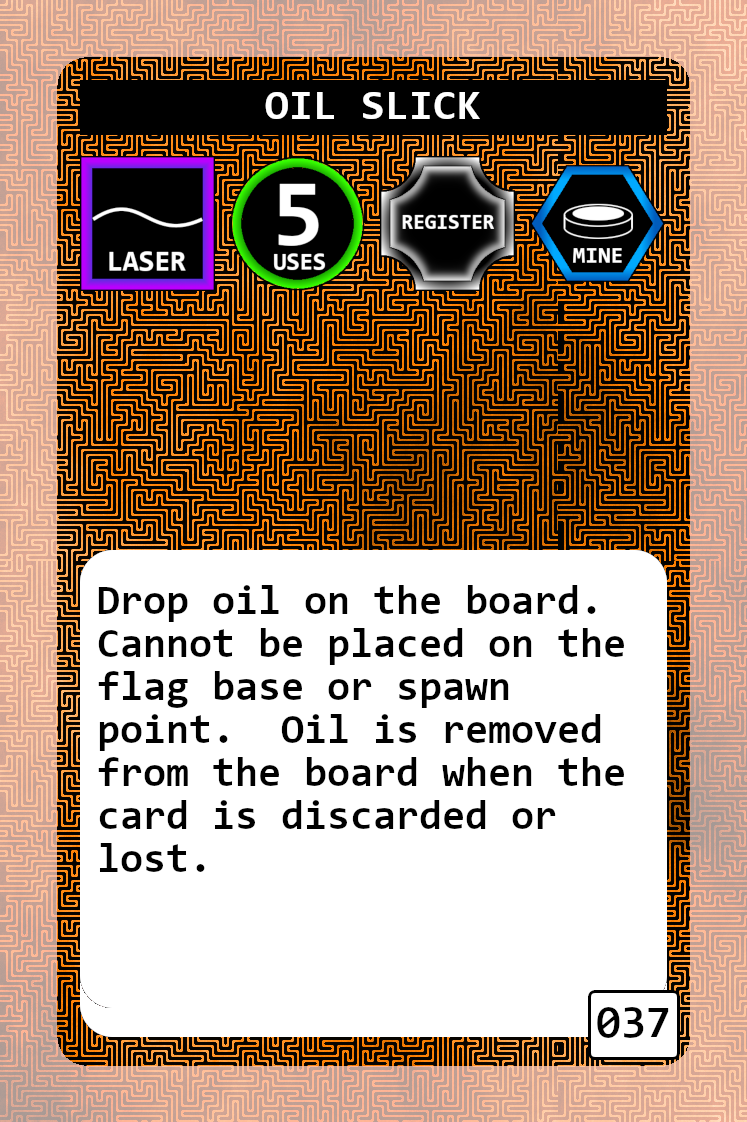 OIL SLICK
LASER
5
USES
REGISTER
MINE
Drop oil on the board.
Cannot be placed on the
flag base or spawn
point.  Oil is removed
from the board when the
card is discarded or
lost.
037